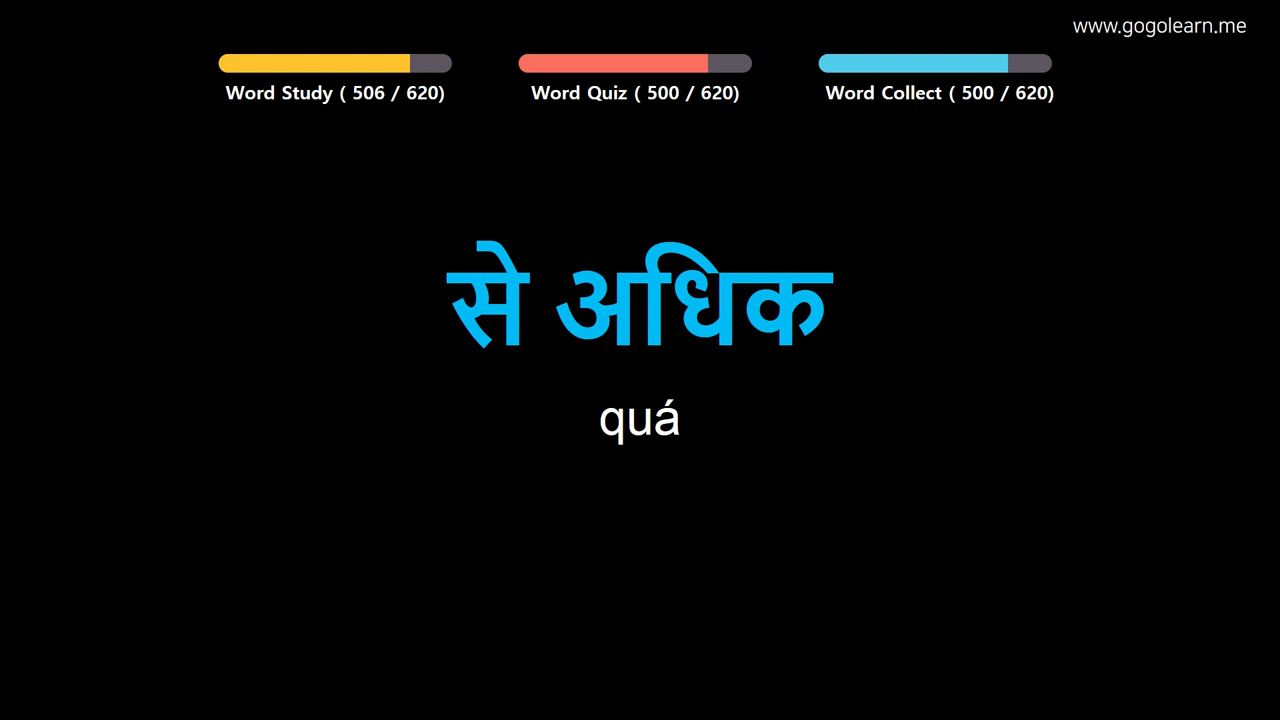 www.gogolearn.me
Word Study ( 506 / 620)
Word Quiz ( 500 / 620)
Word Collect ( 500 / 620)
से अधिक
quá